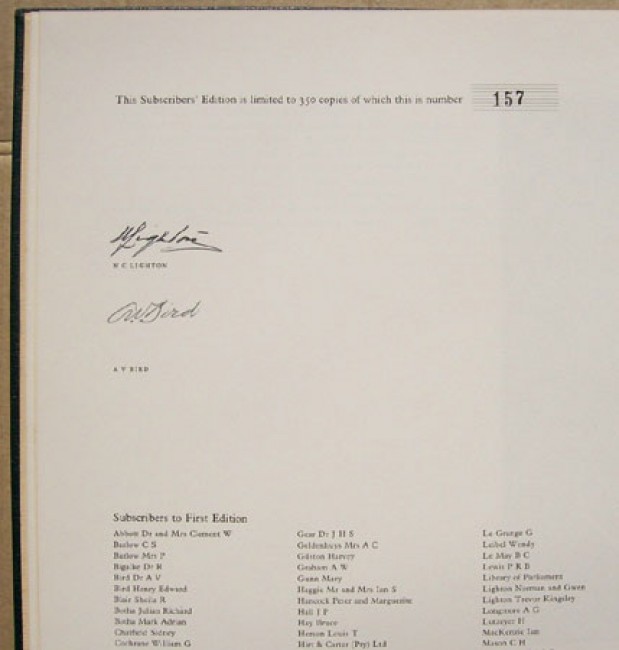 This Subscribers' Edition is limited to 350 copies of which this is number 157
N C LIGHTON
A V Bird
A V BIRD
Subscribers to First Edition
Abbott Dr and Mrs Clement W
Barlow C S
Barlow Mrs P
Bigalke Dr R
Bird Dr A V
Bird Henry Edward
Blair Sheila R
Botha Julian Richard
Botha Mark Adrian
Chatfield Sidney
Cochrane William G
Gear Dr J H S
Geldenhuys Mrs A C
Gilston Harvey
Graham A W
Gunn Mary
Haggie Mr and Mrs Ian S
Hancock Peter and Marguerite
Hall J P
Hay Bruce
Herson Louis T
Hirt & Carter (Pty) Ltd
Le Grange G
Leibel Wendy
Le May B C
Lewis P R B
Library of Parliament
Lighton Norman and Gwen
Lighton Trevor Kingsley
Longmore A G
MacKenzie Ian
Mason C H